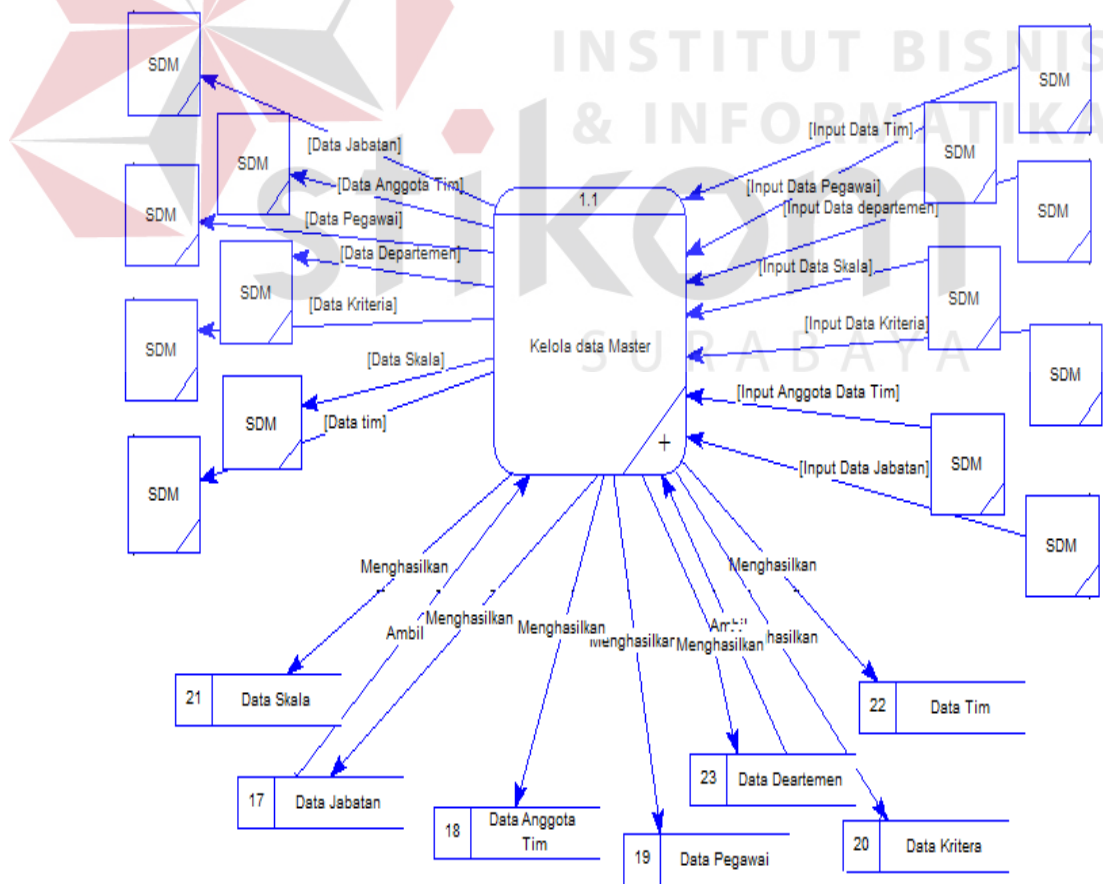 INSTITUT BISNIS
& INFORMATIKA
stikom
SURABAYA
SDM
SDM
SDM
SDM
SDM
SDM
SDM
[Data Jabatan]
[Data Anggota Tim]
[Data Pegawai]
[Data Departemen]
[Data Kriteria]
[Data Skala]
[Data tim]
1.1
Kelola data Master
+
[Input Data Tim]
[Input Data Pegawai]
[Input Data departemen]
[Input Data Skala]
[Input Data Kriteria]
[Input Anggota Data Tim]
[Input Data Jabatan]
SDM
SDM
SDM
SDM
SDM
SDM
SDM
Menghasilkan
Ambil
Menghasilkan
Menghasilkan
Menghasilkan
Menghasilkan
Menghasilkan
21 Data Skala
17 Data Jabatan
18 Data Anggota
Tim
19 Data Pegawai
23 Data Deartemen
20 Data Kritera
22 Data Tim